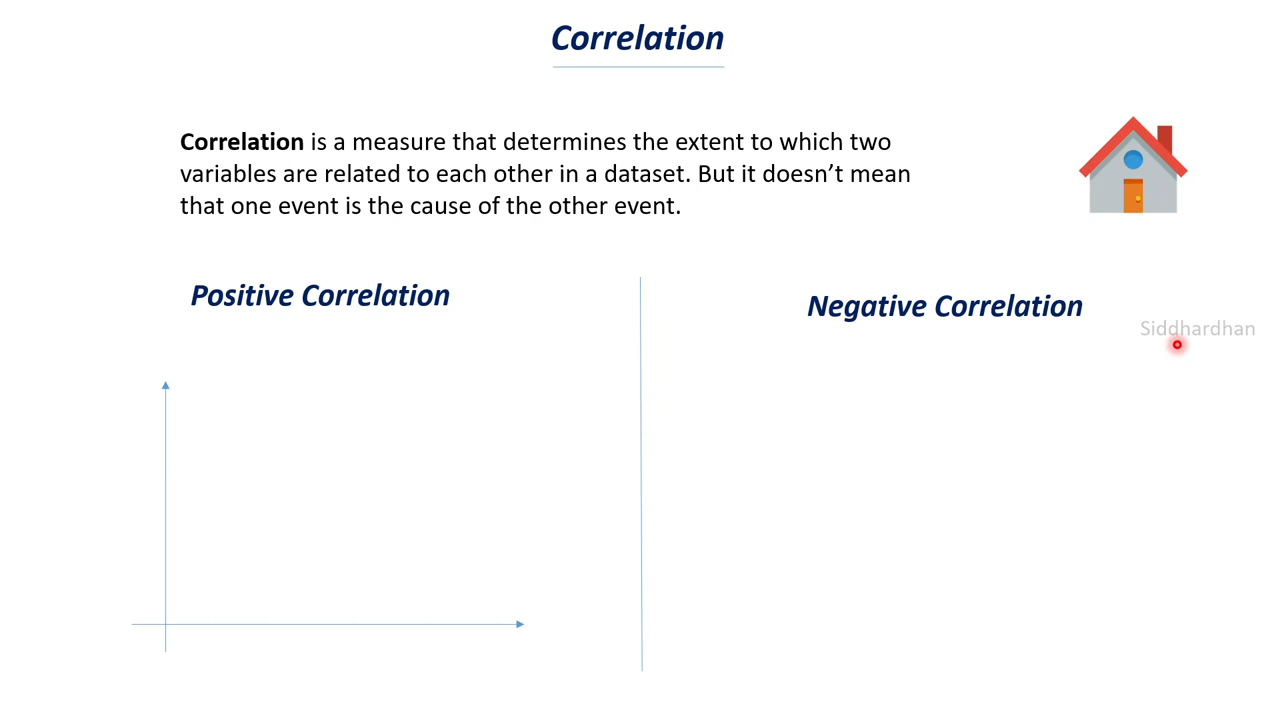 Correlation
Correlation is a measure that determines the extent to which two
variables are related to each other in a dataset. But it doesn’t mean
that one event is the cause of the other event.
Positive Correlation
Negative Correlation
Siddhardhan